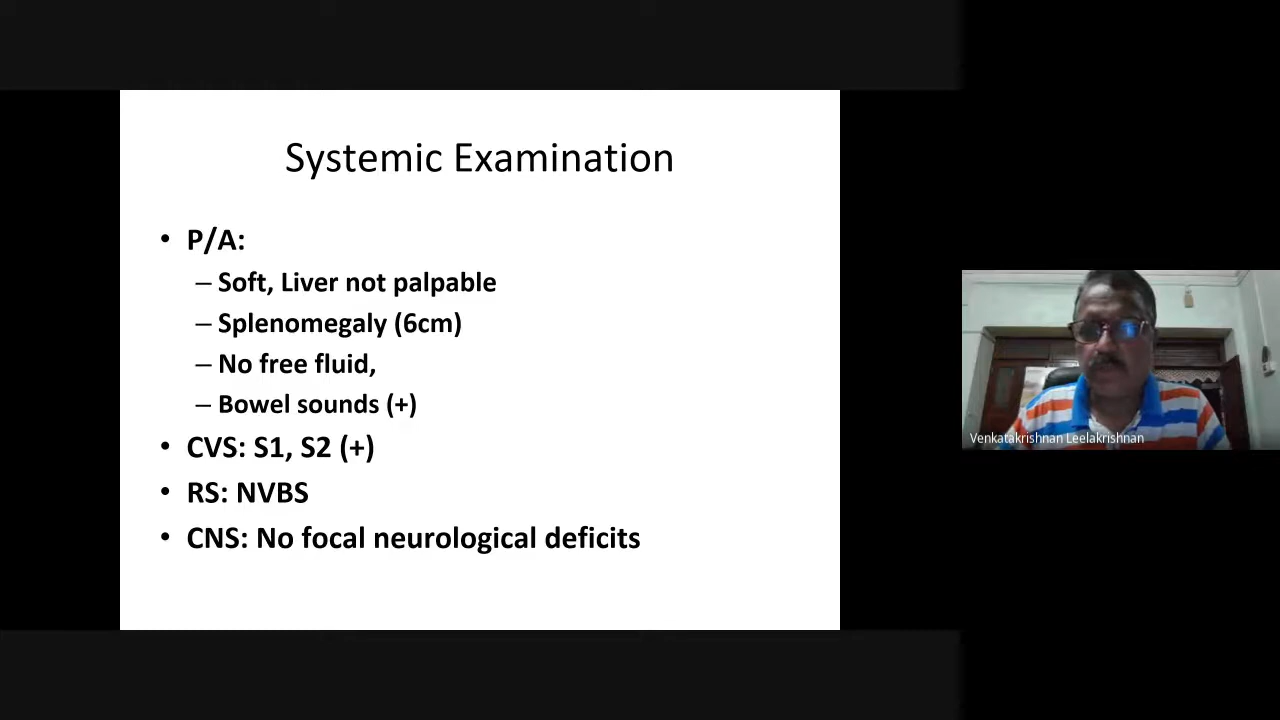 Systemic Examination
• P/A:
– Soft, Liver not palpable
– Splenomegaly (6cm)
– No free fluid,
– Bowel sounds (+)
• CVS: S1, S2 (+)
• RS: NVBS
• CNS: No focal neurological deficits
Venkatakrishnan Leelakrishnan